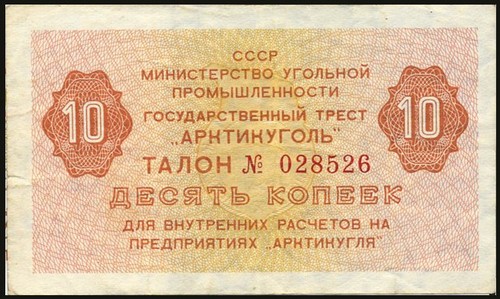 СССР
МИНИСТЕРСТВО УГОЛЬНОЙ
ПРОМЫШЛЕННОСТИ
ГОСУДАРСТВЕННЫЙ ТРЕСТ
„АРКТИКУГОЛЬ"
10 10
ТАЛОН № 028526
ДЕСЯТЬ КОПЕЕК
ДЛЯ ВНУТРЕННИХ РАСЧЕТОВ НА
ПРЕДПРИЯТИЯХ „АРКТИКУГЛЯ"